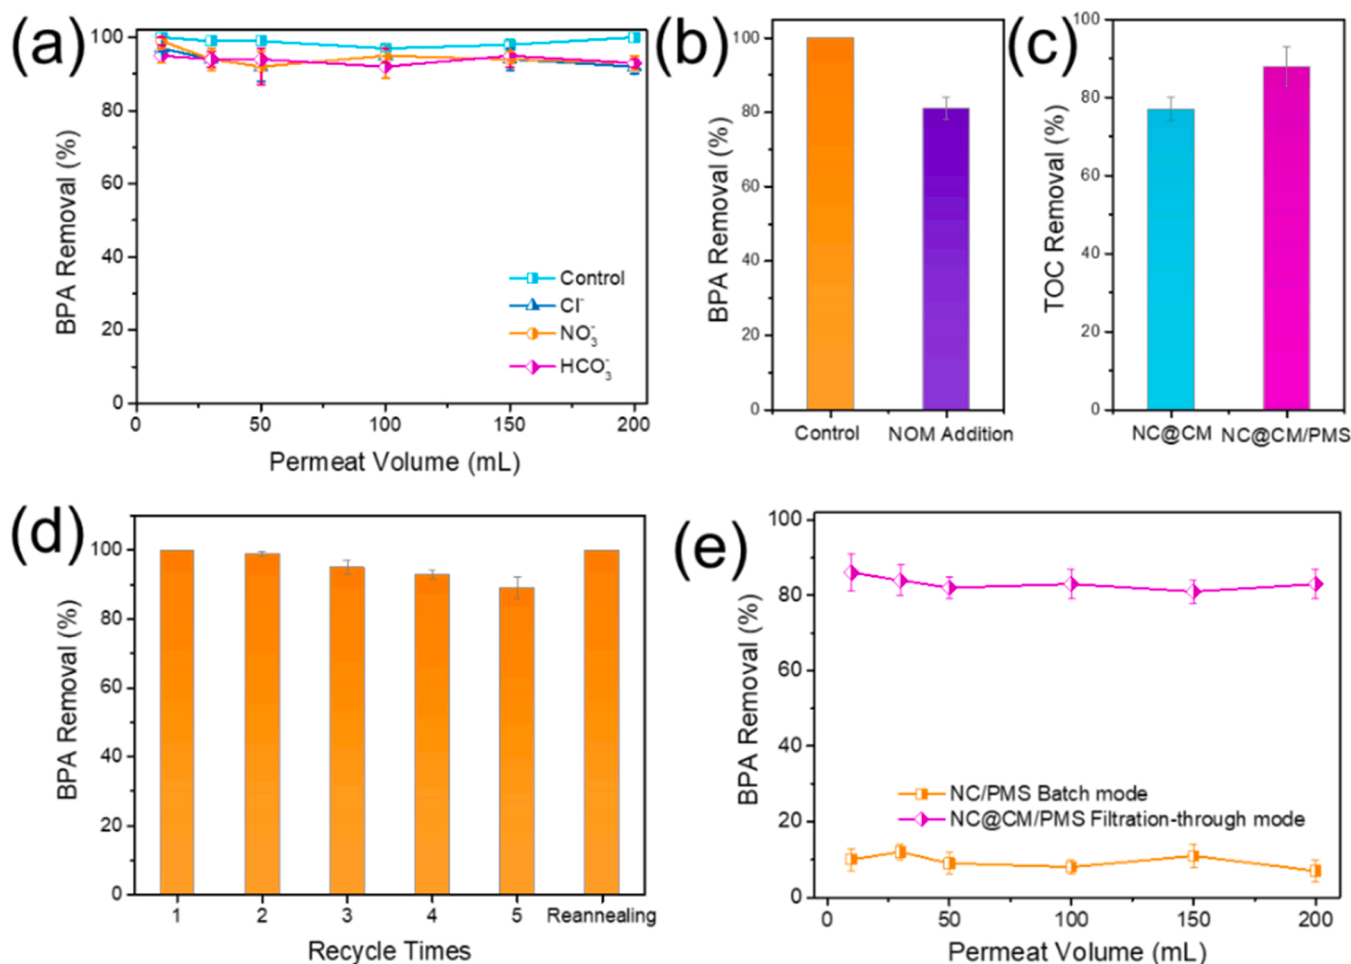 (a)
100
80
60
40
20
0
BPA Removal (%)
Control
Cl⁻
NO₃⁻
HCO₃⁻
0 50 100 150 200
Permeat Volume (mL)
(b)
100
80
60
40
20
0
BPA Removal (%)
Control NOM Addition
(c)
100
80
60
40
20
0
TOC Removal (%)
NC@CM NC@CM/PMS
(d)
100
80
60
40
20
0
BPA Removal (%)
1 2 3 4 5 Reannealing
Recycle Times
(e)
100
80
60
40
20
0
BPA Removal (%)
NC/PMS Batch mode
NC@CM/PMS Filtration-through mode
0 50 100 150 200
Permeat Volume (mL)